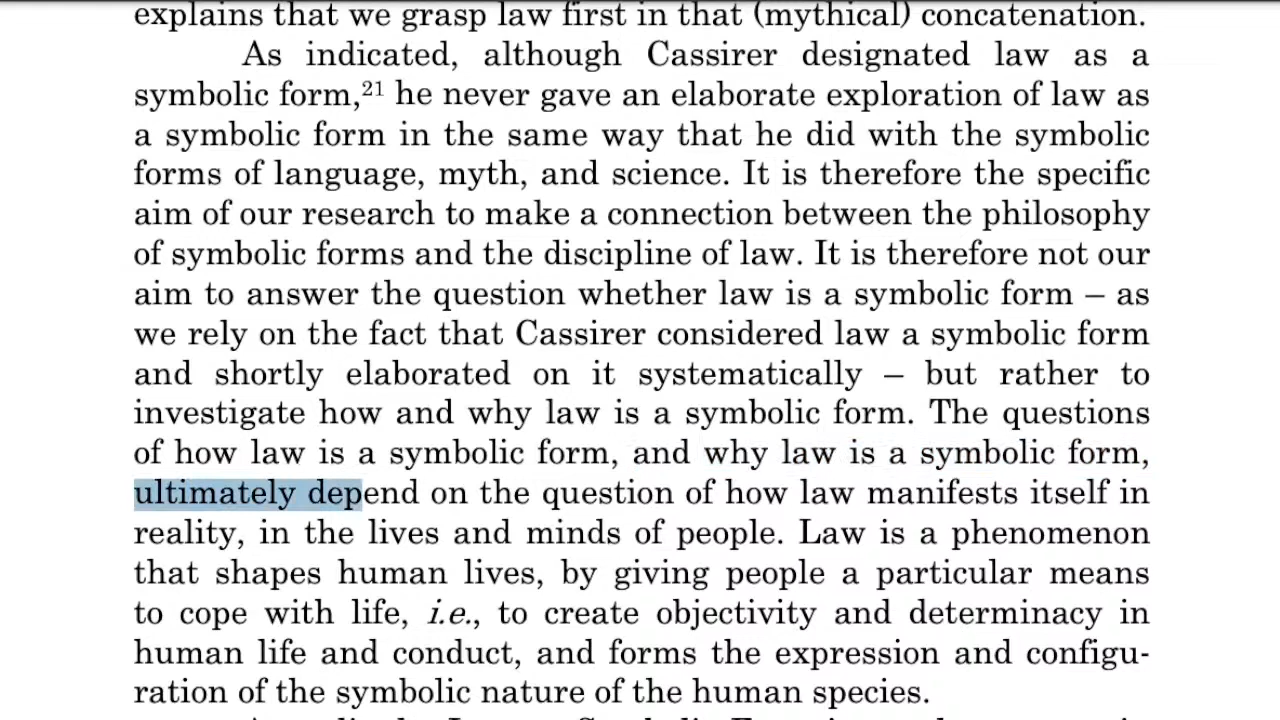 explains that we grasp law first in that (mythical) concatenation.
As indicated, although Cassirer designated law as a
symbolic form,21 he never gave an elaborate exploration of law as
a symbolic form in the same way that he did with the symbolic
forms of language, myth, and science. It is therefore the specific
aim of our research to make a connection between the philosophy
of symbolic forms and the discipline of law. It is therefore not our
aim to answer the question whether law is a symbolic form – as
we rely on the fact that Cassirer considered law a symbolic form
and shortly elaborated on it systematically – but rather to
investigate how and why law is a symbolic form. The questions
of how law is a symbolic form, and why law is a symbolic form,
ultimately depend on the question of how law manifests itself in
reality, in the lives and minds of people. Law is a phenomenon
that shapes human lives, by giving people a particular means
to cope with life, i.e., to create objectivity and determinacy in
human life and conduct, and forms the expression and configu-
ration of the symbolic nature of the human species.